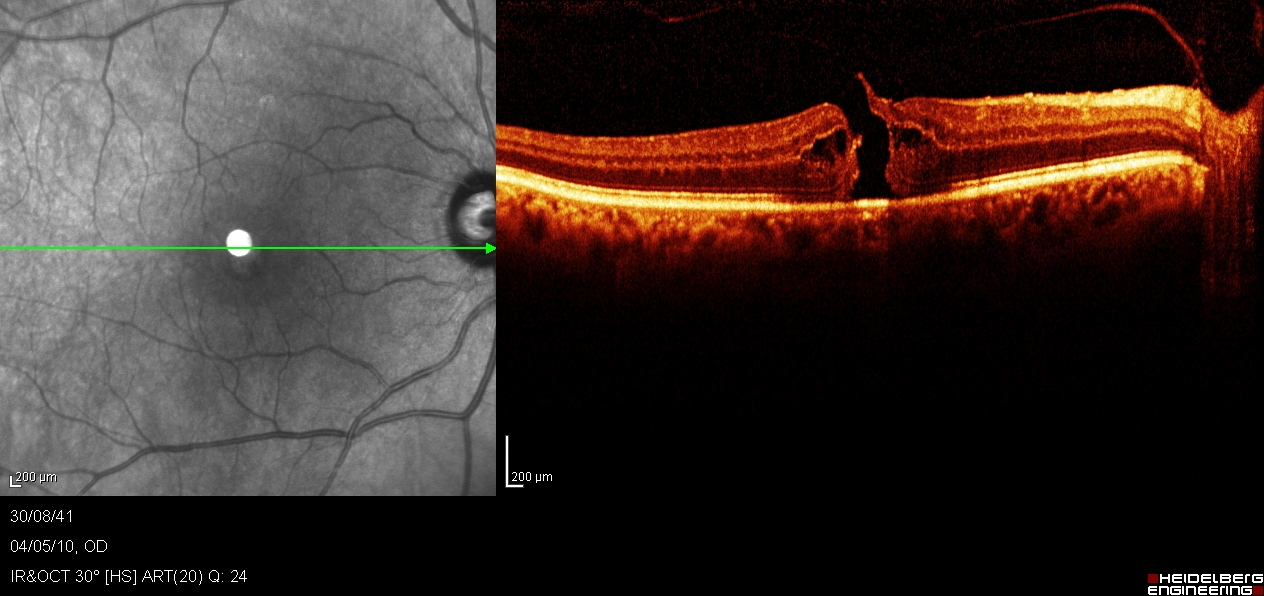 200 µm
200 µm
30/08/41
04/05/10, OD
IR&OCT 30° [HS] ART(20) Q: 24
HEIDELBERG
ENGINEERING